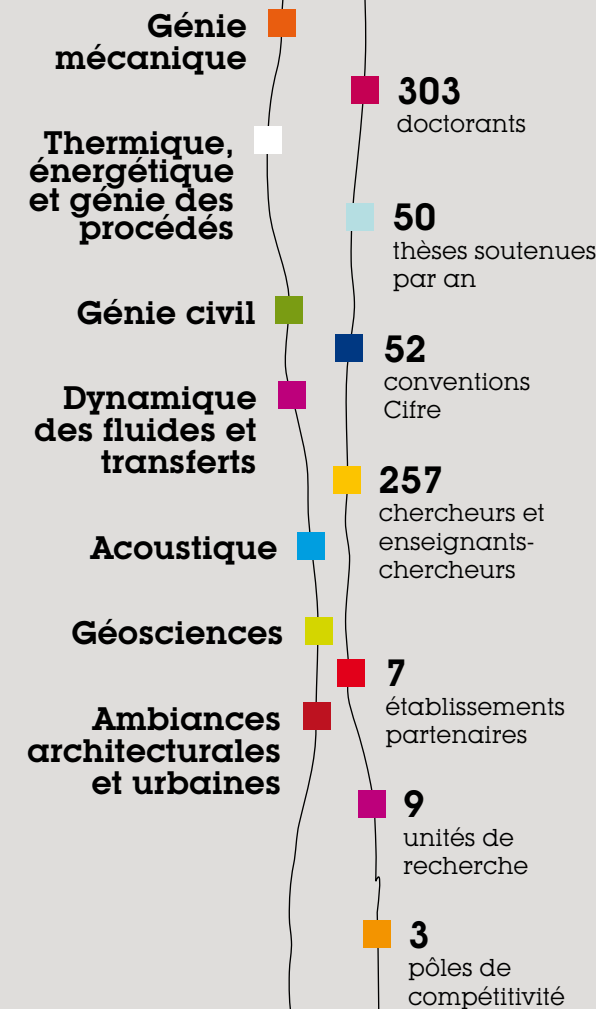 Génie
mécanique
Thermique,
énergétique
et génie des
procédés
Génie civil
Dynamique
des fluides et
transferts
Acoustique
Géosciences
Ambiances
architecturales
et urbaines
303
doctorants
50
thèses soutenues
par an
52
conventions
Cifre
257
chercheurs et
enseignants-
chercheurs
7
établissements
partenaires
9
unités de
recherche
3
pôles de
compétitivité